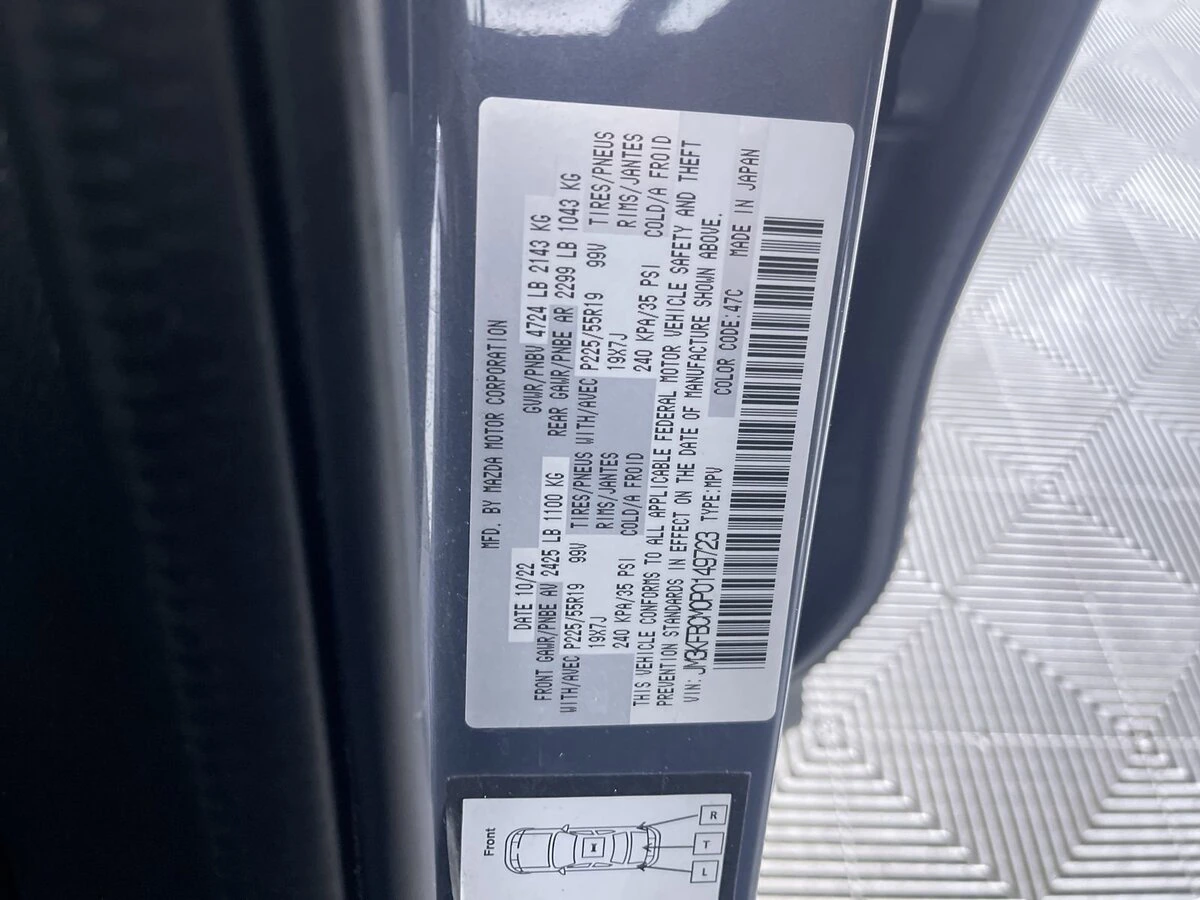 MFD. BY MAZDA MOTOR CORPORATION
DATE 10/22 GVWR/PNBV 4724 LB 2143 KG
FRONT GAWR/PNBE AV 2425 LB 1100 KG REAR GAWR/PNBE AR 2299 LB 1043 KG
WITH/AVEC P225/55R19 99V TIRES/PNEUS WITH/AVEC P225/55R19 99V TIRES/PNEUS
19X7J RIMS/JANTES 19X7J RIMS/JANTES
240 KPA/35 PSI COLD/A FROID 240 KPA/35 PSI COLD/A FROID
THIS VEHICLE CONFORMS TO ALL APPLICABLE FEDERAL MOTOR VEHICLE SAFETY AND THEFT
PREVENTION STANDARDS IN EFFECT ON THE DATE OF MANUFACTURE SHOWN ABOVE.
VIN: JM3KFBCM0P0149723 TYPE:MPV COLOR CODE:47C MADE IN JAPAN
Front
R
T
L